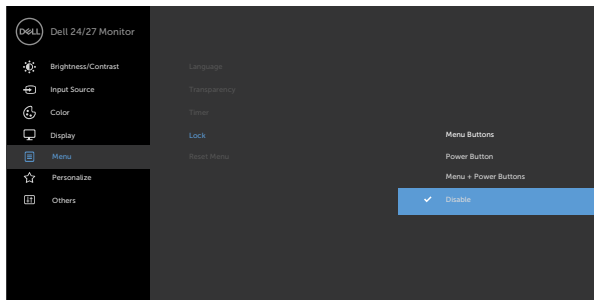 DELL
Dell 24/27 Monitor
Brightness/Contrast
Input Source
Color
Display
Menu
Personalize
Others
Language
Transparency
Timer
Lock
Reset Menu
Menu Buttons
Power Button
Menu + Power Buttons
Disable